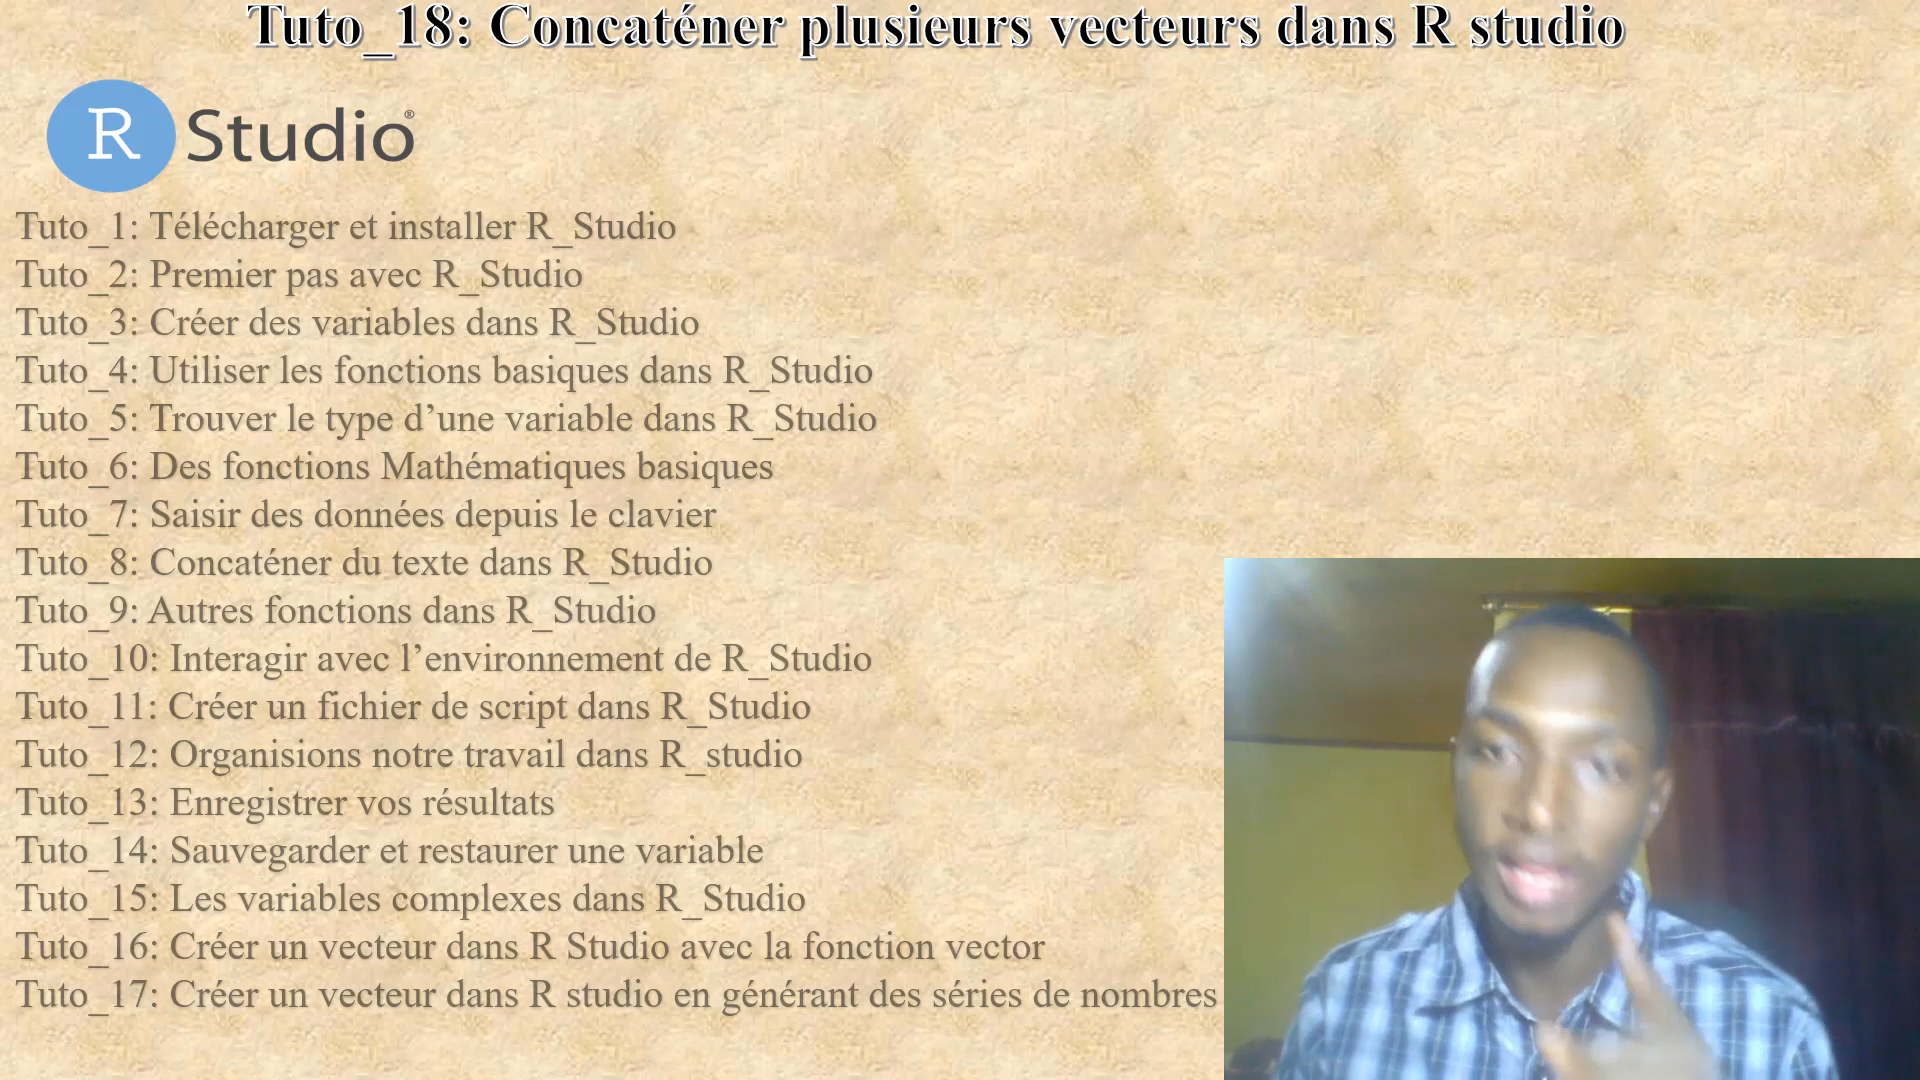 Tuto_18: Concaténer plusieurs vecteurs dans R studio
R Studio®
Tuto_1: Télécharger et installer R_Studio
Tuto_2: Premier pas avec R_Studio
Tuto_3: Créer des variables dans R_Studio
Tuto_4: Utiliser les fonctions basiques dans R_Studio
Tuto_5: Trouver le type d’une variable dans R_Studio
Tuto_6: Des fonctions Mathématiques basiques
Tuto_7: Saisir des données depuis le clavier
Tuto_8: Concaténer du texte dans R_Studio
Tuto_9: Autres fonctions dans R_Studio
Tuto_10: Interagir avec l’environnement de R_Studio
Tuto_11: Créer un fichier de script dans R_Studio
Tuto_12: Organisions notre travail dans R_studio
Tuto_13: Enregistrer vos résultats
Tuto_14: Sauvegarder et restaurer une variable
Tuto_15: Les variables complexes dans R_Studio
Tuto_16: Créer un vecteur dans R Studio avec la fonction vector
Tuto_17: Créer un vecteur dans R studio en générant des séries de nombres